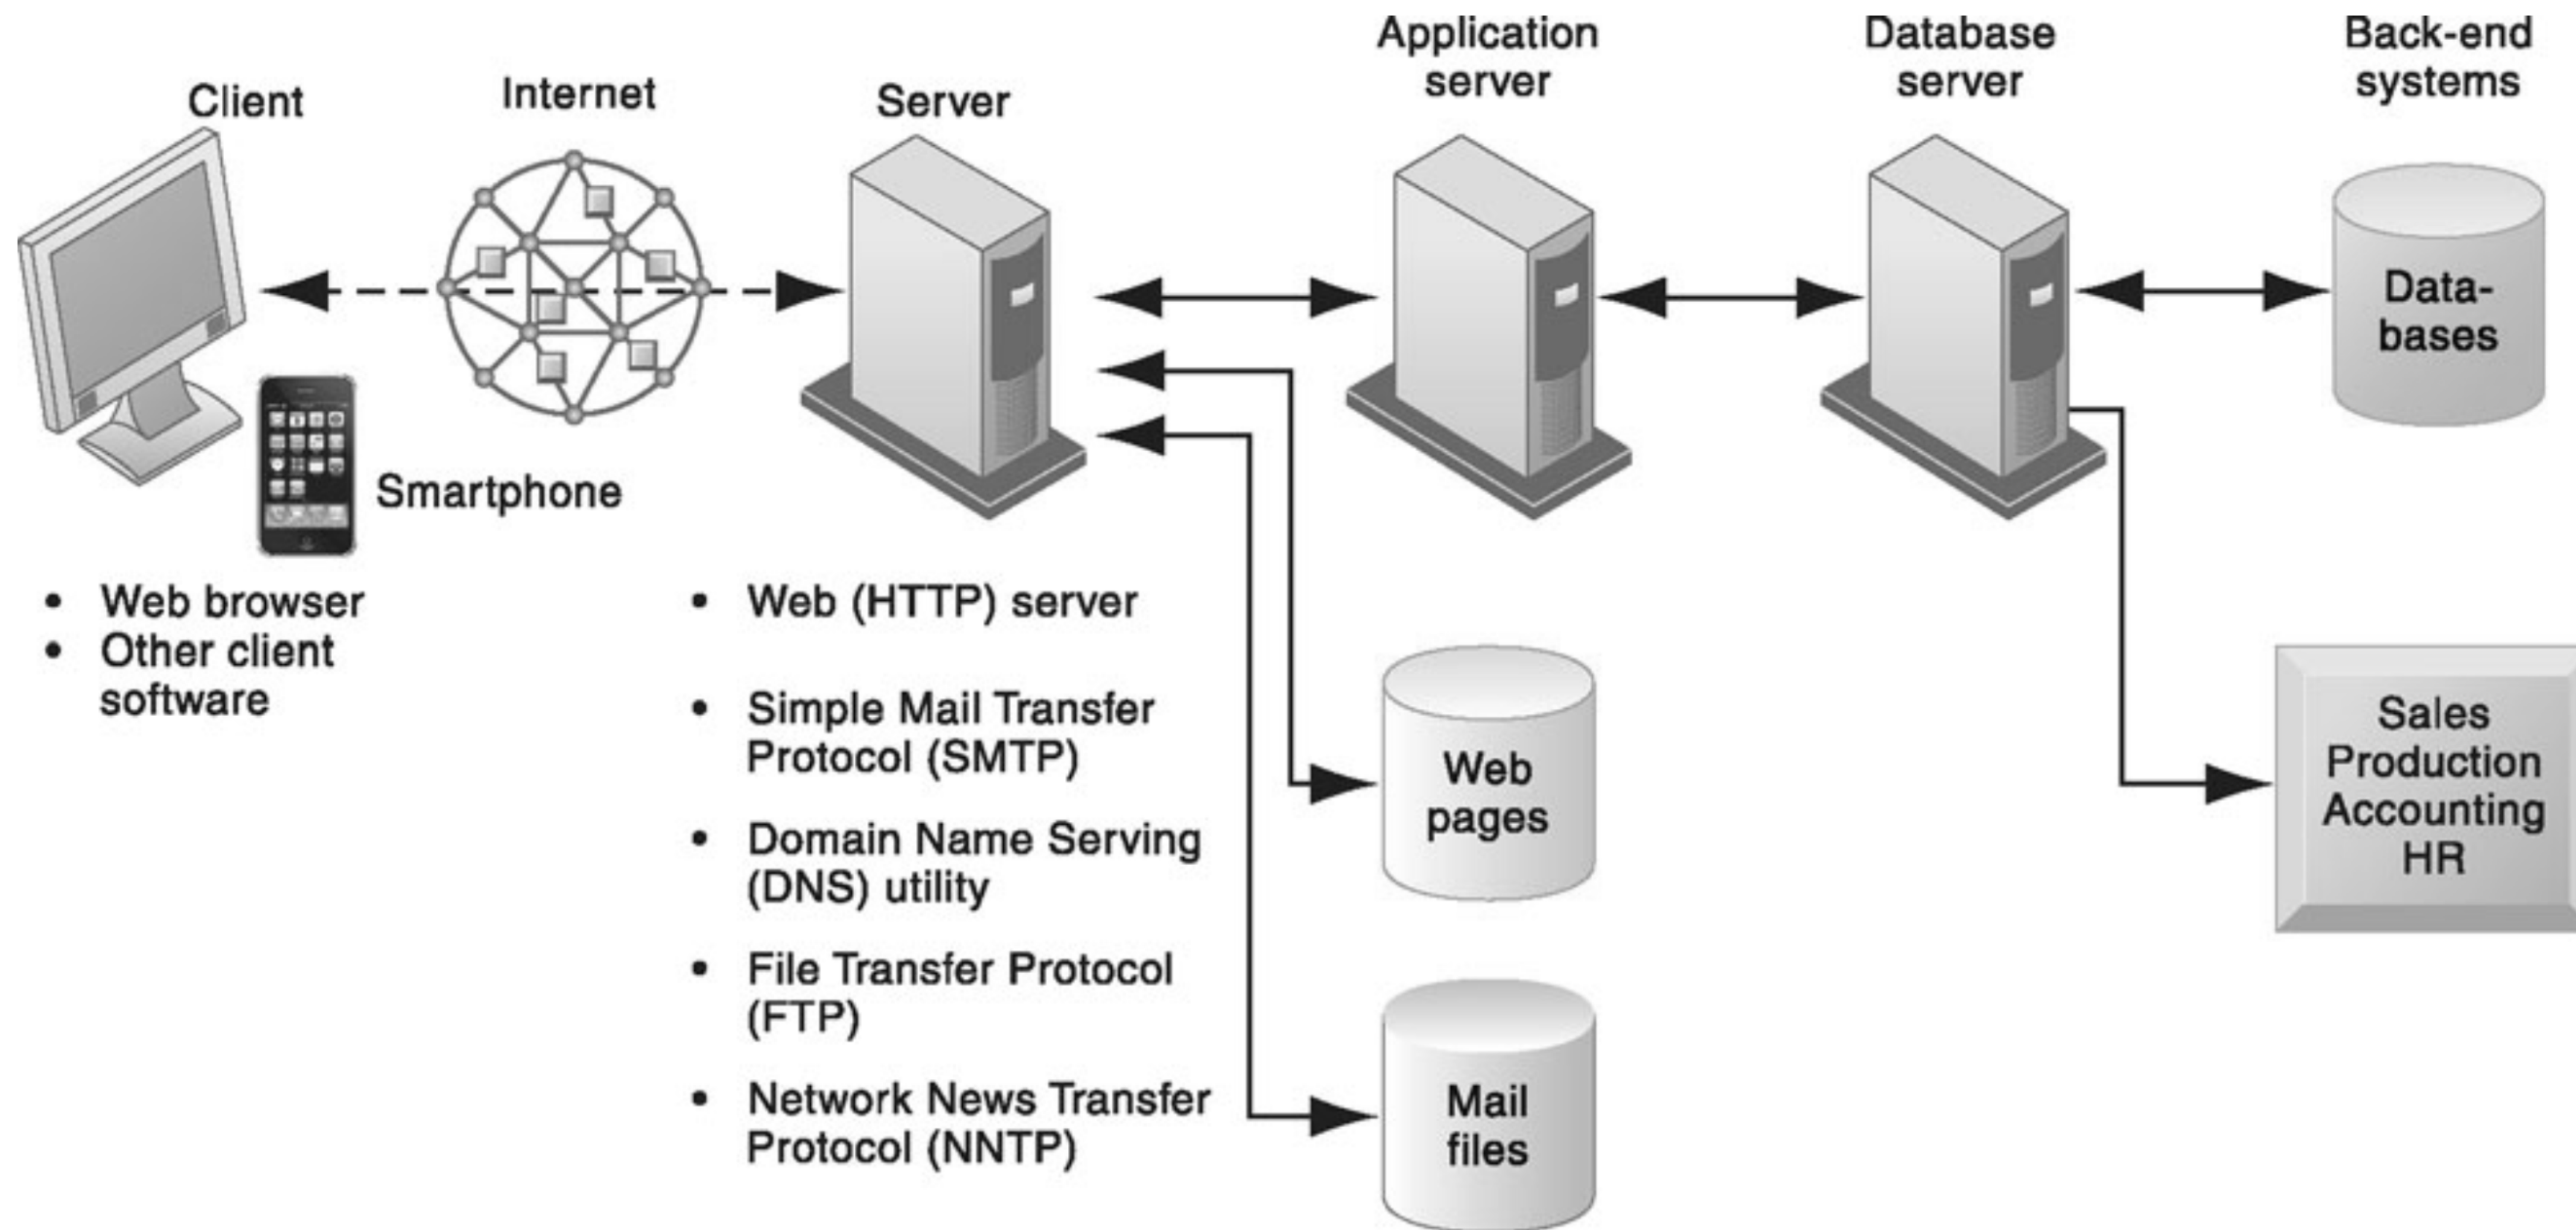 Client
Internet
Server
Application
server
Database
server
Back-end
systems
Smartphone
• Web browser
• Other client
software
• Web (HTTP) server
• Simple Mail Transfer
Protocol (SMTP)
• Domain Name Serving
(DNS) utility
• File Transfer Protocol
(FTP)
• Network News Transfer
Protocol (NNTP)
Web
pages
Mail
files
Data-
bases
Sales
Production
Accounting
HR